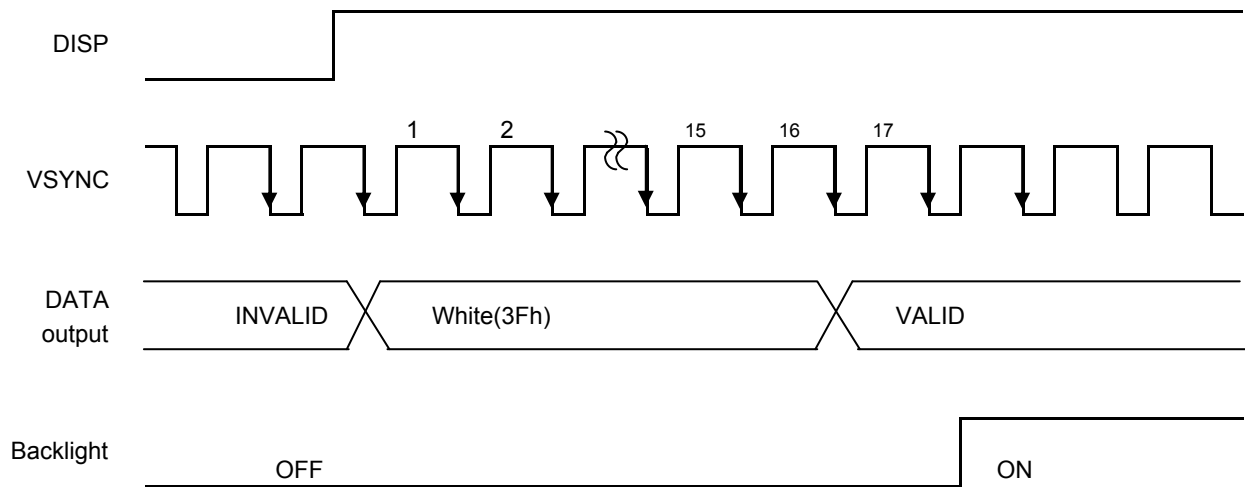 DISP
1 2 15 16 17
VSYNC
DATA
output
INVALID White(3Fh) VALID
Backlight
OFF ON